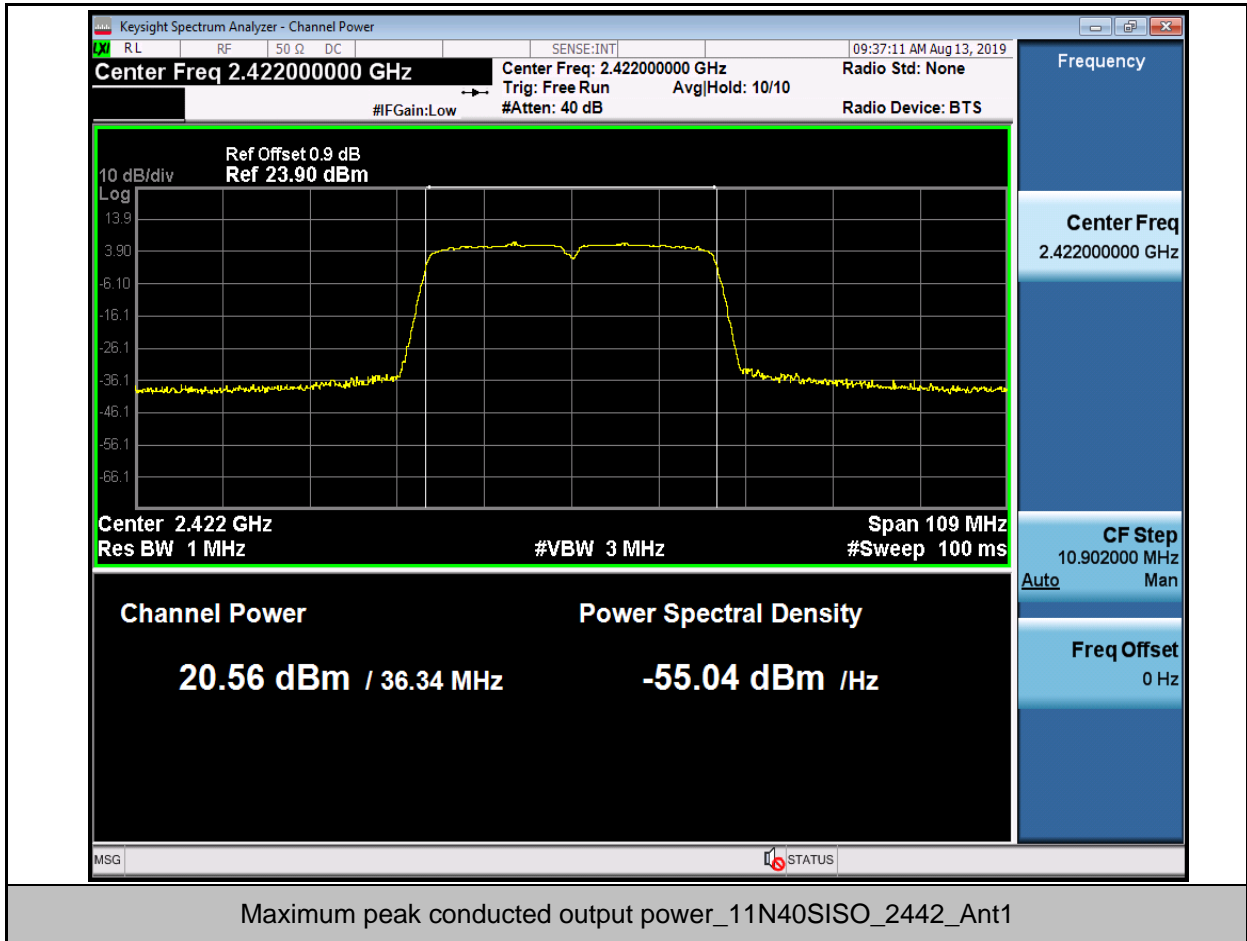 Keysight Spectrum Analyzer - Channel Power
LXI RL RF 50 Ω DC SENSE:INT 09:37:11 AM Aug 13, 2019
Center Freq 2.422000000 GHz
#IFGain:Low
Center Freq: 2.422000000 GHz
Trig: Free Run Avg|Hold: 10/10
#Atten: 40 dB
Radio Std: None
Radio Device: BTS
Ref Offset 0.9 dB
10 dB/div Ref 23.90 dBm
Log
13.9
3.90
-6.10
-16.1
-26.1
-36.1
-46.1
-56.1
-66.1
Center 2.422 GHz Span 109 MHz
Res BW 1 MHz #VBW 3 MHz #Sweep 100 ms
Channel Power Power Spectral Density
20.56 dBm / 36.34 MHz -55.04 dBm /Hz
Frequency
Center Freq
2.422000000 GHz
CF Step
10.902000 MHz
Auto Man
Freq Offset
0 Hz
MSG STATUS
Maximum peak conducted output power_11N40SISO_2442_Ant1